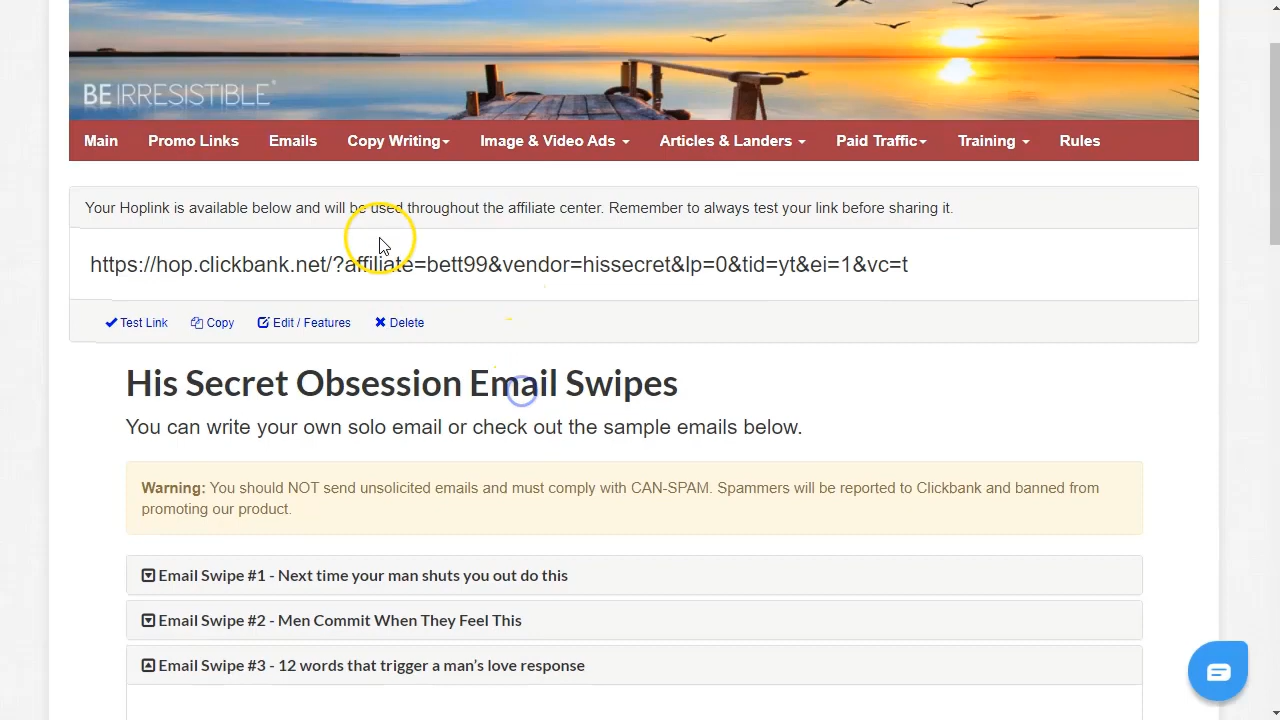 BE IRRESISTIBLE
Main Promo Links Emails Copy Writing Image & Video Ads Articles & Landers Paid Traffic Training Rules
Your Hoplink is available below and will be used throughout the affiliate center. Remember to always test your link before sharing it.
https://hop.clickbank.net/?affiliate=bett99&vendor=hissecret&lp=0&tid=yt&ei=1&vc=t
Test Link Copy Edit / Features Delete
His Secret Obsession Email Swipes
You can write your own solo email or check out the sample emails below.
Warning: You should NOT send unsolicited emails and must comply with CAN-SPAM. Spammers will be reported to Clickbank and banned from
promoting our product.
Email Swipe #1 - Next time your man shuts you out do this
Email Swipe #2 - Men Commit When They Feel This
Email Swipe #3 - 12 words that trigger a man’s love response